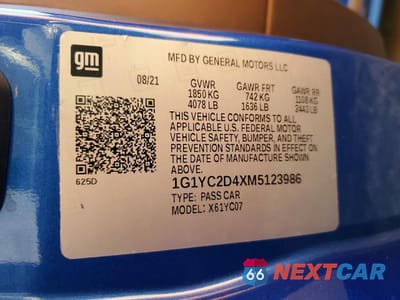 gm
MFD BY GENERAL MOTORS LLC
08/21
GVWR GAWR FRT GAWR RR
1850 KG 742 KG 1108 KG
4078 LB 1636 LB 2443 LB
THIS VEHICLE CONFORMS TO ALL
APPLICABLE U.S. FEDERAL MOTOR
VEHICLE SAFETY, BUMPER, AND THEFT
PREVENTION STANDARDS IN EFFECT
ON THE DATE OF MANUFACTURE SHOWN
ABOVE.
625D
1G1YC2D4XM5123986
TYPE: PASS CAR
MODEL: X61YC07
66 NEXTCAR